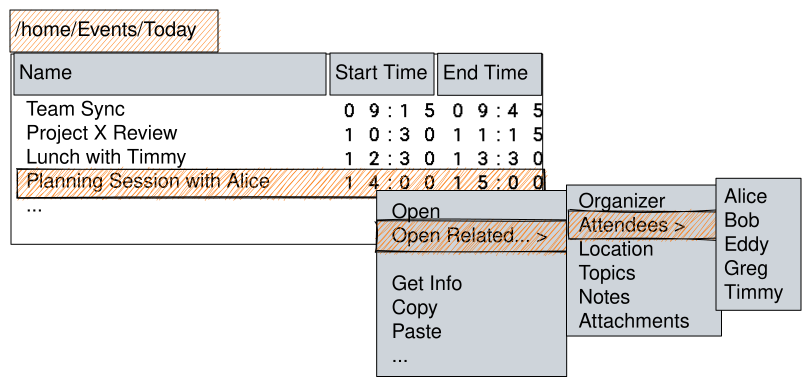 /home/Events/Today
Name Start Time End Time
Team Sync 09:15 09:45
Project X Review 10:30 11:15
Lunch with Timmy 12:30 13:30
Planning Session with Alice 14:00 15:00
...
Open
Open Related... >
Get Info
Copy
Paste
...
Organizer
Attendees >
Location
Topics
Notes
Attachments
Alice
Bob
Eddy
Greg
Timmy